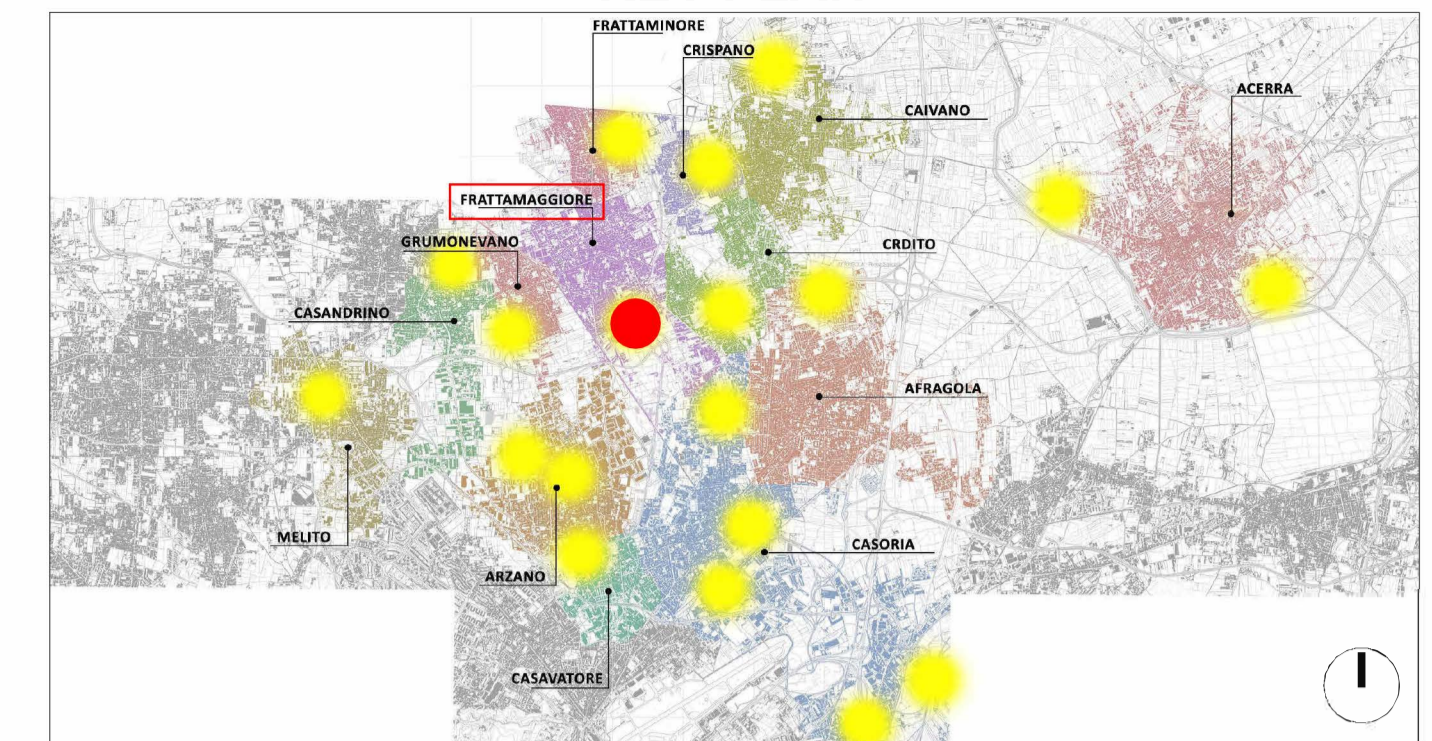 FRATTAMINORE
CRISPANO
ACERRA
CAIVANO
FRATTAMAGGIORE
GRUMONEVANO
CRDITO
CASANDRINO
AFRAGOLA
MELITO
CASORIA
ARZANO
CASAVATORE